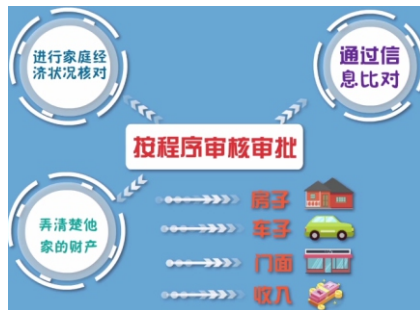 进行家庭经
济状况核对
通过信
息比对
按程序审核审批
弄清楚他
家的财产
房子
车子
门面
收入